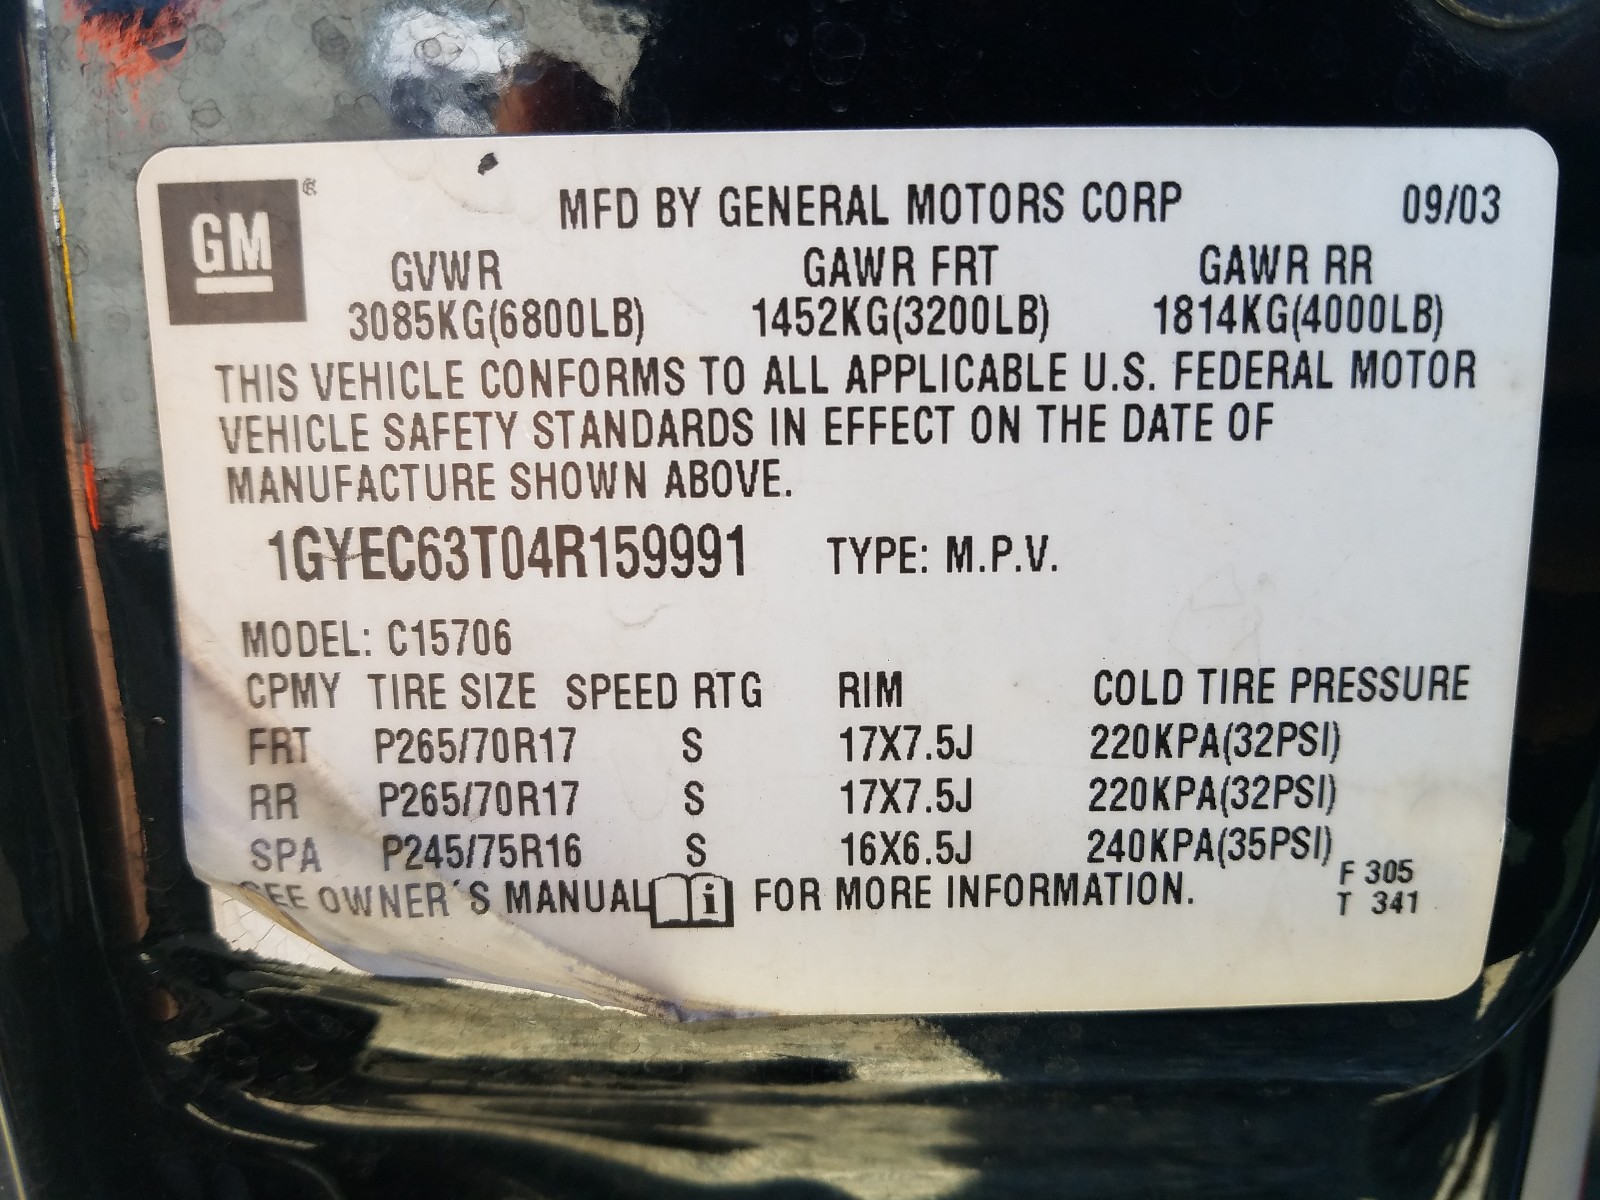 GM ®
MFD BY GENERAL MOTORS CORP 09/03
GVWR GAWR FRT GAWR RR
3085KG(6800LB) 1452KG(3200LB) 1814KG(4000LB)
THIS VEHICLE CONFORMS TO ALL APPLICABLE U.S. FEDERAL MOTOR
VEHICLE SAFETY STANDARDS IN EFFECT ON THE DATE OF
MANUFACTURE SHOWN ABOVE.
1GYEC63T04R159991 TYPE: M.P.V.
MODEL: C15706
CPMY TIRE SIZE SPEED RTG RIM COLD TIRE PRESSURE
FRT P265/70R17 S 17X7.5J 220KPA(32PSI)
RR P265/70R17 S 17X7.5J 220KPA(32PSI)
SPA P245/75R16 S 16X6.5J 240KPA(35PSI)
SEE OWNER´S MANUAL i FOR MORE INFORMATION.
F 305
T 341